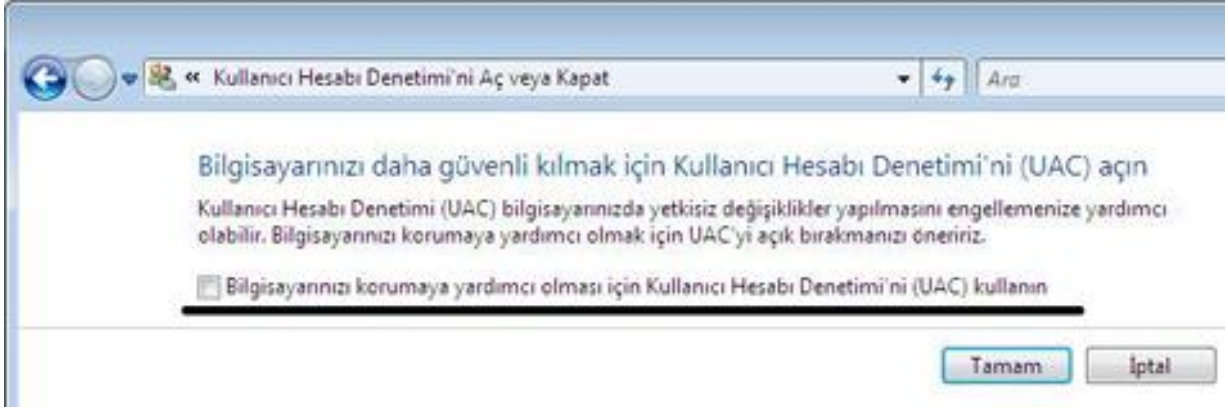 « Kullanıcı Hesabı Denetimi'ni Aç veya Kapat
Ara
Bilgisayarınızı daha güvenli kılmak için Kullanıcı Hesabı Denetimi'ni (UAC) açın
Kullanıcı Hesabı Denetimi (UAC) bilgisayarınızda yetkisiz değişiklikler yapılmasını engellemenize yardımcı
olabilir. Bilgisayarınızı korumaya yardımcı olmak için UAC'yi açık bırakmanızı öneririz.
Bilgisayarınızı korumaya yardımcı olması için Kullanıcı Hesabı Denetimi'ni (UAC) kullanın
Tamam
İptal